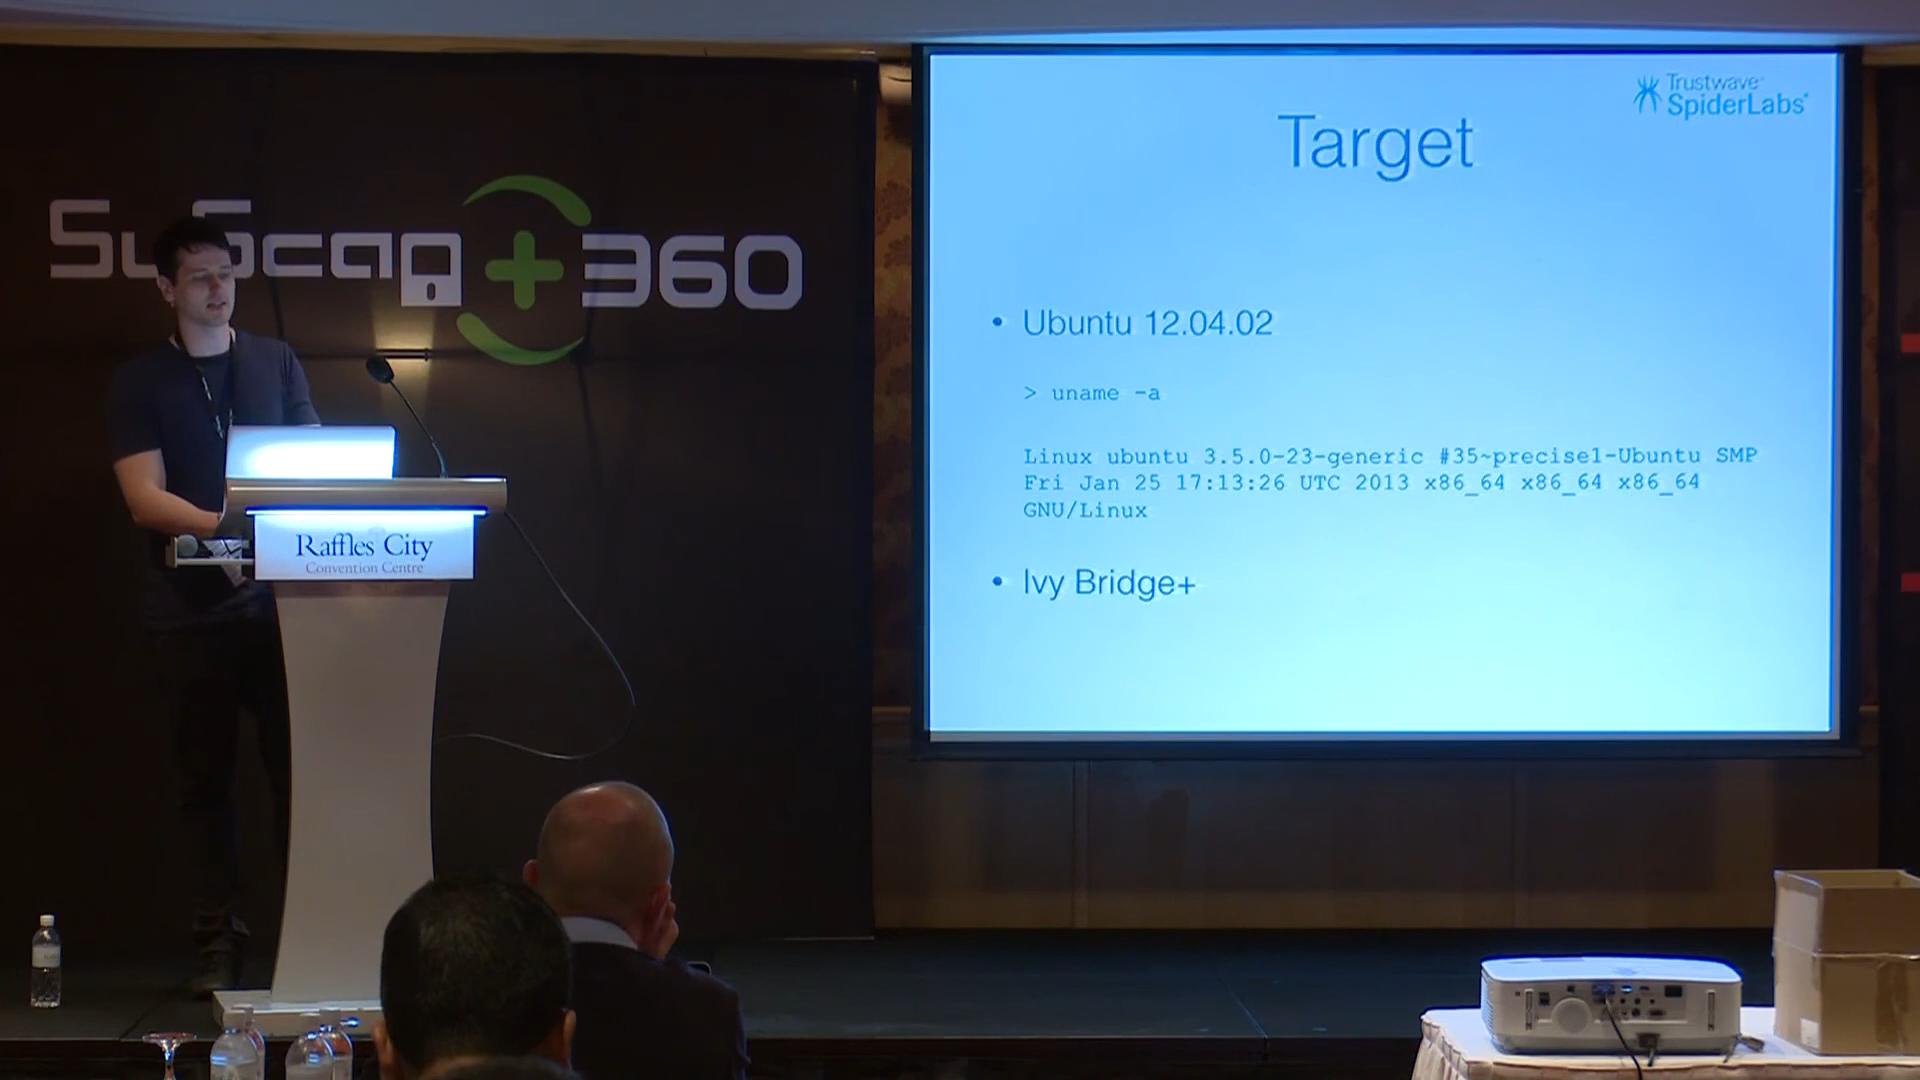 SyScan+360
Raffles City
Convention Centre
Trustwave®
SpiderLabs®
Target
• Ubuntu 12.04.02
> uname -a
Linux ubuntu 3.5.0-23-generic #35~precise1-Ubuntu SMP
Fri Jan 25 17:13:26 UTC 2013 x86_64 x86_64 x86_64
GNU/Linux
• Ivy Bridge+